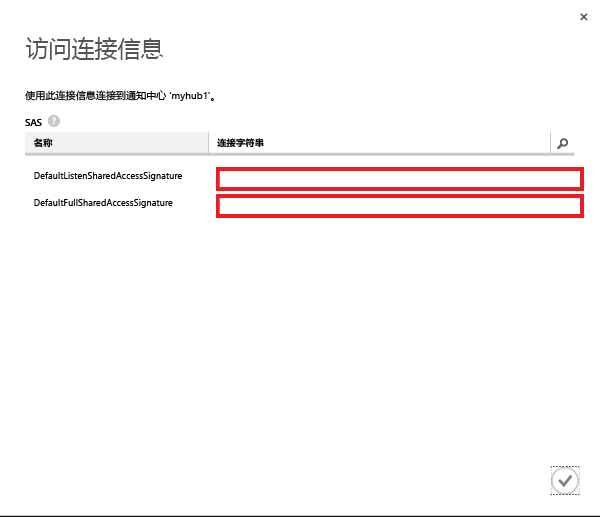 访问连接信息
使用此连接信息连接到通知中心 'myhub1'。
SAS ?
名称 连接字符串
DefaultListenSharedAccessSignature
DefaultFullSharedAccessSignature